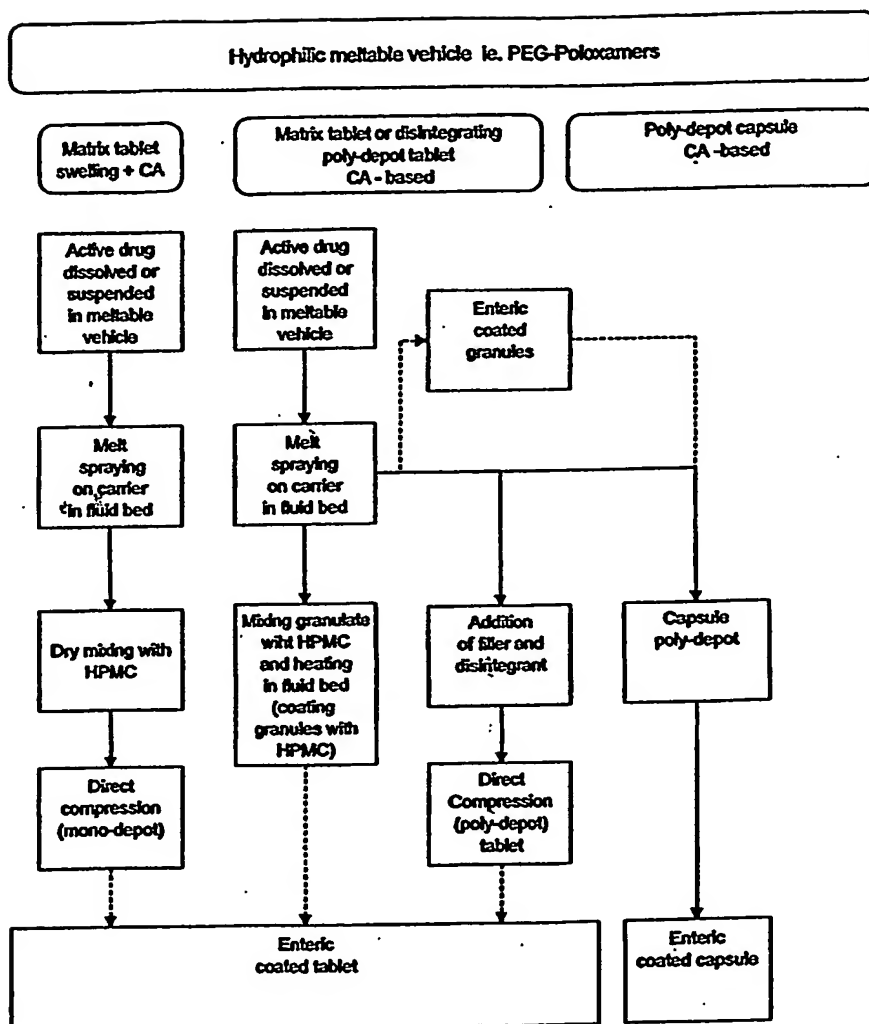 Hydrophilic meltable vehicle ie. PEG-Poloxamers
Matrix tablet
swelling + CA
Matrix tablet or disintegrating
poly-depot tablet
CA - based
Poly-depot capsule
CA -based
Active drug
dissolved or
suspended
in meltable
vehicle
Active drug
dissolved or
suspended
in meltable
vehicle
Enteric
coated
granules
Melt
spraying
on carrier
in fluid bed
Melt
spraying
on carrier
in fluid bed
Dry mixing with
HPMC
Mixing granulate
wiht HPMC
and heating
in fluid bed
(coating
granules with
HPMC)
Addition
of filler and
disintegrant
Capsule
poly-depot
Direct
compression
(mono-depot)
Direct
Compression
(poly-depot)
tablet
Enteric
coated tablet
Enteric
coated capsule